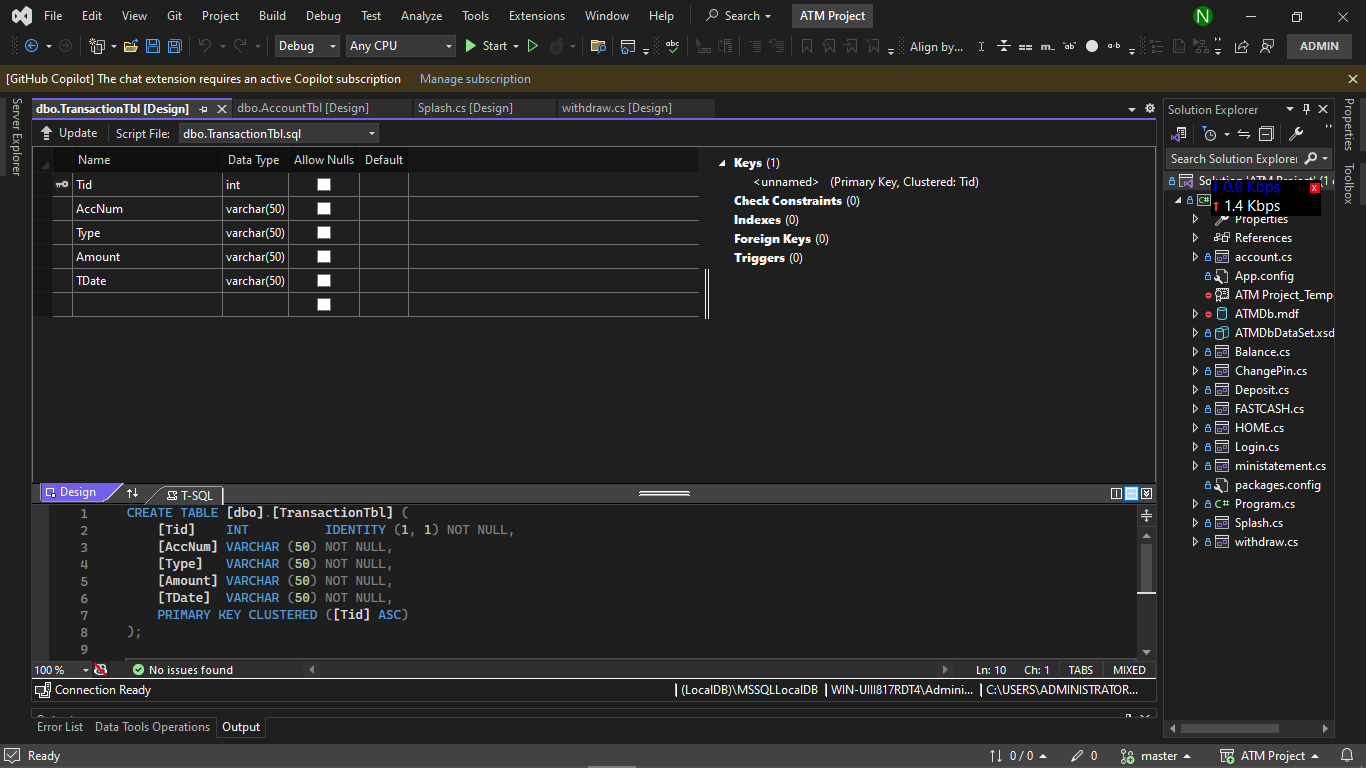 File Edit View Git Project Build Debug Test Analyze Tools Extensions Window Help Search ATM Project N
Debug Any CPU Start Align by... ADMIN
[GitHub Copilot] The chat extension requires an active Copilot subscription Manage subscription
Server Explorer
dbo.TransactionTbl [Design] dbo.AccountTbl [Design] Splash.cs [Design] withdraw.cs [Design]
Update Script File: dbo.TransactionTbl.sql
Name Data Type Allow Nulls Default
Tid int
AccNum varchar(50)
Type varchar(50)
Amount varchar(50)
TDate varchar(50)
Keys (1)
<unnamed> (Primary Key, Clustered: Tid)
Check Constraints (0)
Indexes (0)
Foreign Keys (0)
Triggers (0)
Design T-SQL
1 CREATE TABLE [dbo].[TransactionTbl] (
2 [Tid] INT IDENTITY (1, 1) NOT NULL,
3 [AccNum] VARCHAR (50) NOT NULL,
4 [Type] VARCHAR (50) NOT NULL,
5 [Amount] VARCHAR (50) NOT NULL,
6 [TDate] VARCHAR (50) NOT NULL,
7 PRIMARY KEY CLUSTERED ([Tid] ASC)
8 );
9
100 % No issues found Ln: 10 Ch: 1 TABS MIXED
Connection Ready (LocalDB)\MSSQLLocalDB WIN-UIII817RDT4\Admini... C:\USERS\ADMINISTRATOR...
Error List Data Tools Operations Output
Solution Explorer
Search Solution Explorer
Solution 'ATM Project' (1
0.0 Kbps x
1.4 Kbps
C#
Properties
References
account.cs
App.config
ATM Project_Temp
ATMDb.mdf
ATMDbDataSet.xsd
Balance.cs
ChangePin.cs
Deposit.cs
FASTCASH.cs
HOME.cs
Login.cs
ministatement.cs
packages.config
C# Program.cs
Splash.cs
withdraw.cs
Properties
Toolbox
Ready 0 / 0 0 master ATM Project